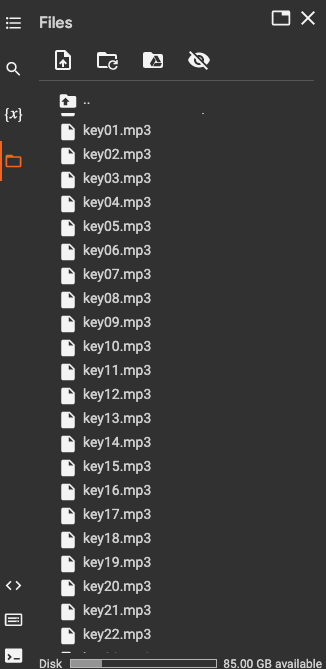 Files
{x}
..
key01.mp3
key02.mp3
key03.mp3
key04.mp3
key05.mp3
key06.mp3
key07.mp3
key08.mp3
key09.mp3
key10.mp3
key11.mp3
key12.mp3
key13.mp3
key14.mp3
key15.mp3
key16.mp3
key17.mp3
key18.mp3
key19.mp3
key20.mp3
key21.mp3
key22.mp3
Disk 85.00 GB available